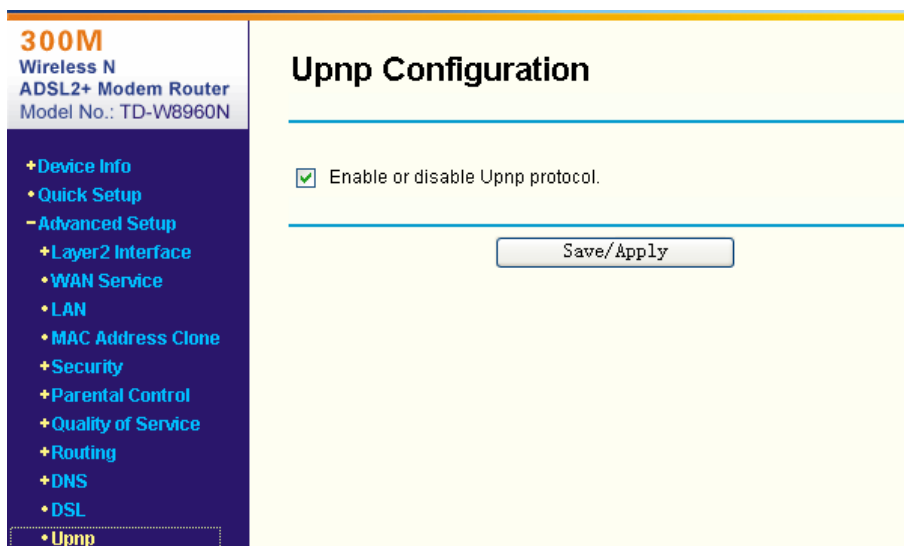 300M
Wireless N
ADSL2+ Modem Router
Model No.: TD-W8960N
+Device Info
•Quick Setup
−Advanced Setup
+Layer2 Interface
•WAN Service
•LAN
•MAC Address Clone
+Security
+Parental Control
+Quality of Service
+Routing
+DNS
•DSL
•Upnp
Upnp Configuration
Enable or disable Upnp protocol.
Save/Apply